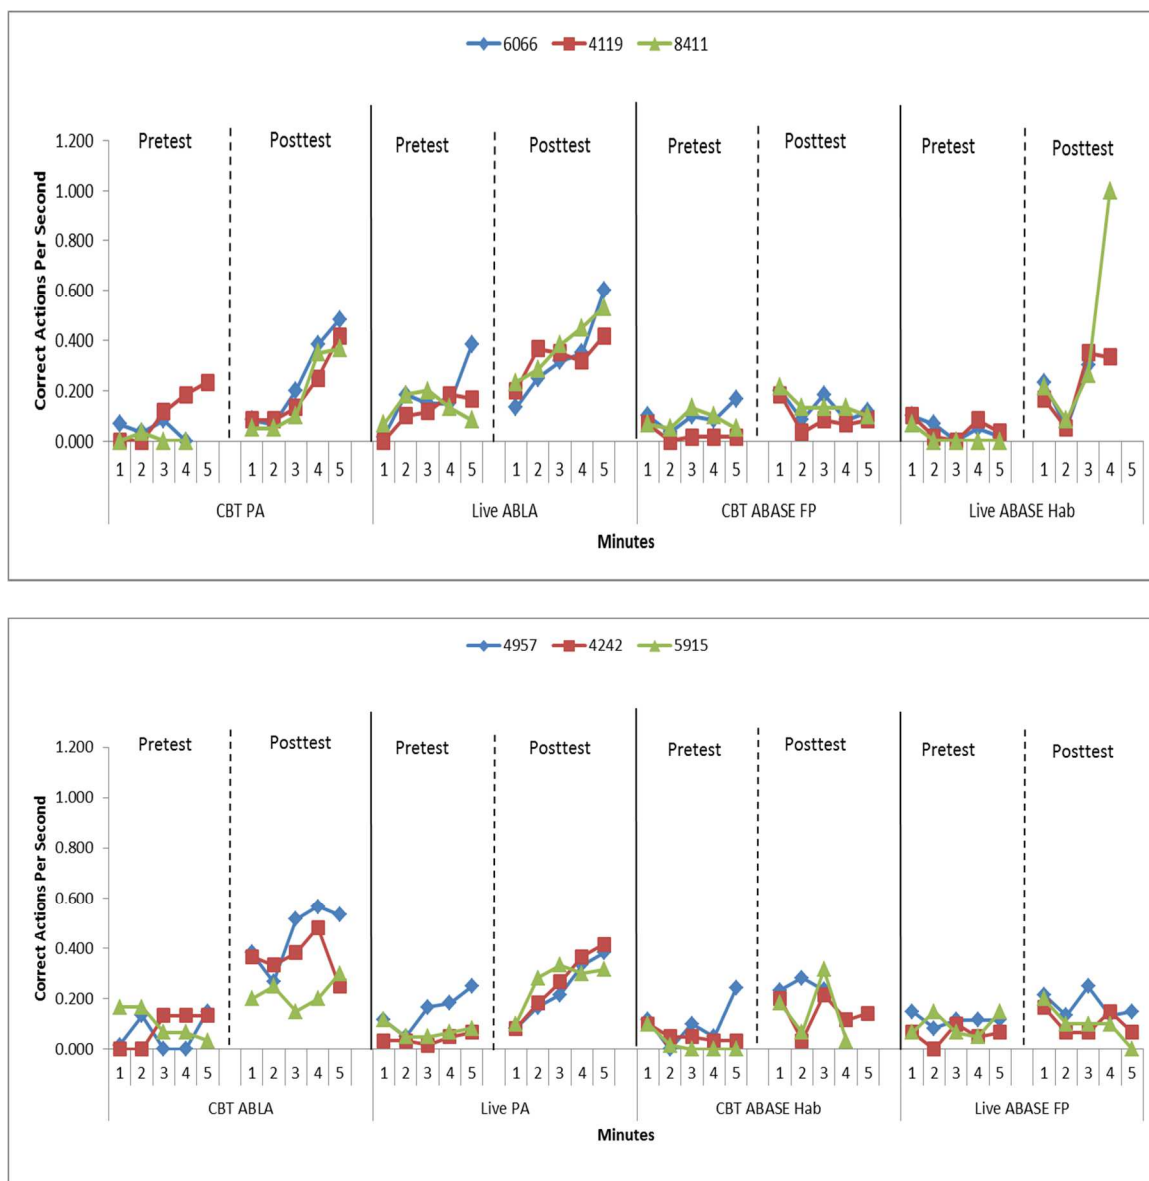 6066 4119 8411
Pretest Posttest Pretest Posttest Pretest Posttest Pretest Posttest
Correct Actions Per Second
1.200
1.000
0.800
0.600
0.400
0.200
0.000
1 2 3 4 5 1 2 3 4 5 1 2 3 4 5 1 2 3 4 5 1 2 3 4 5 1 2 3 4 5 1 2 3 4 5 1 2 3 4 5
CBT PA Live ABLA CBT ABASE FP Live ABASE Hab
Minutes
4957 4242 5915
Pretest Posttest Pretest Posttest Pretest Posttest Pretest Posttest
Correct Actions Per Second
1.200
1.000
0.800
0.600
0.400
0.200
0.000
1 2 3 4 5 1 2 3 4 5 1 2 3 4 5 1 2 3 4 5 1 2 3 4 5 1 2 3 4 5 1 2 3 4 5 1 2 3 4 5
CBT ABLA Live PA CBT ABASE Hab Live ABASE FP
Minutes